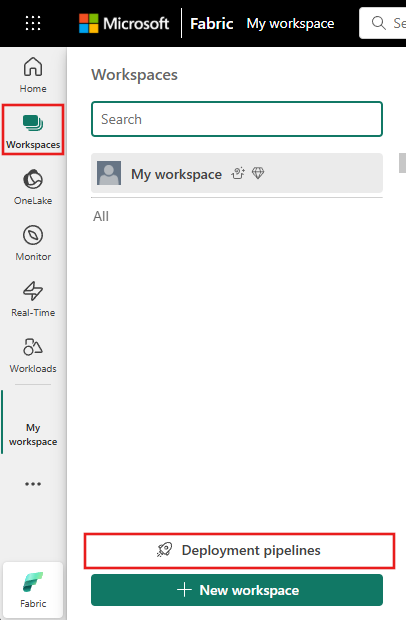 Microsoft Fabric My workspace Se
Home
Workspaces
OneLake
Monitor
Real-Time
Workloads
My
workspace
Fabric
Workspaces
Search
My workspace
All
Deployment pipelines
New workspace